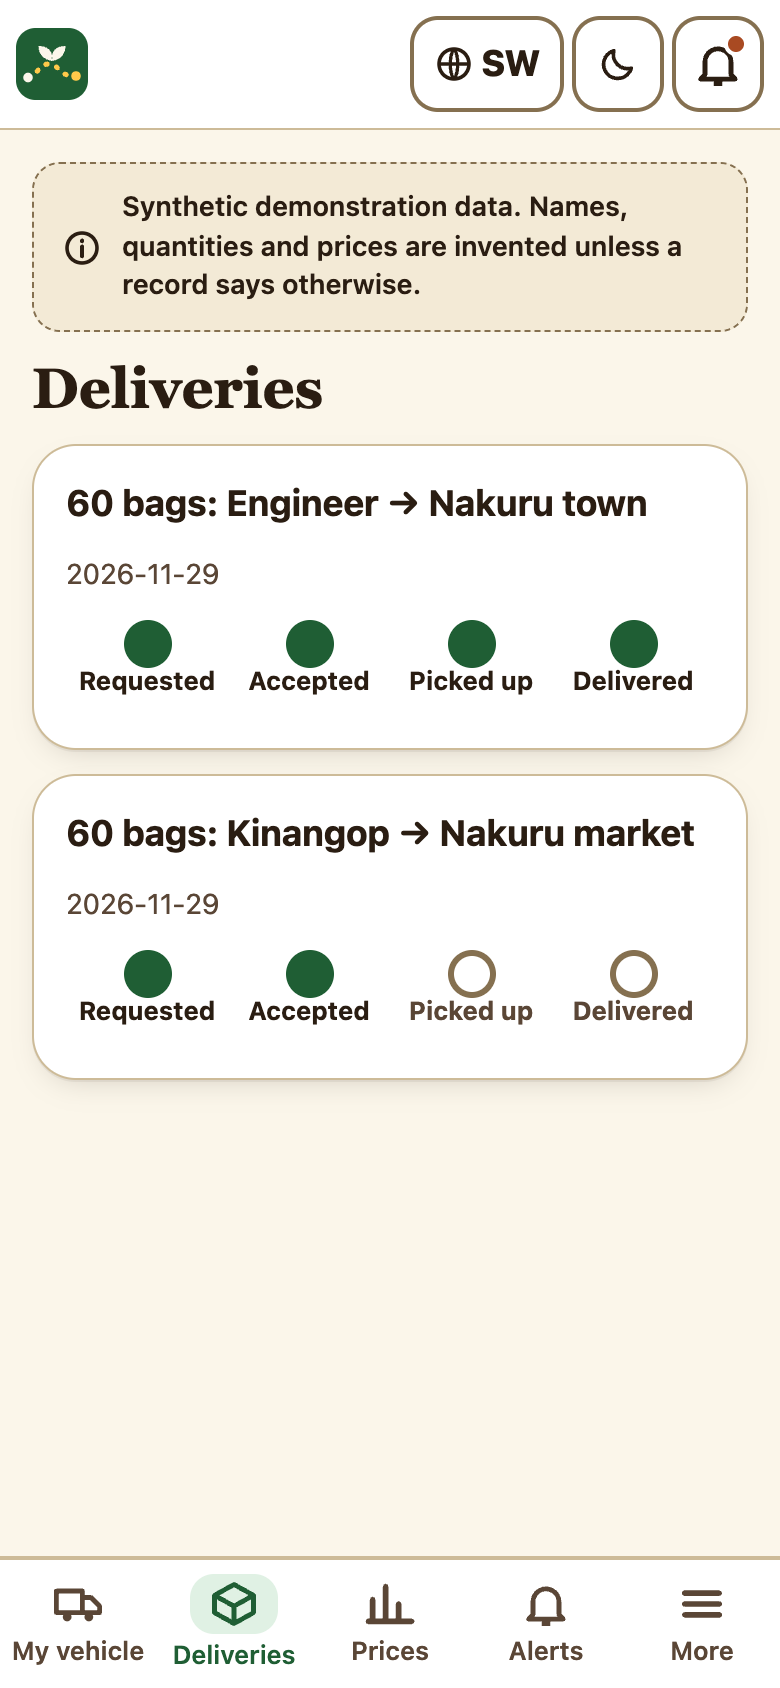 SW
Synthetic demonstration data. Names,
quantities and prices are invented unless a
record says otherwise.
Deliveries
60 bags: Engineer → Nakuru town
2026-11-29
Requested Accepted Picked up Delivered
60 bags: Kinangop → Nakuru market
2026-11-29
Requested Accepted Picked up Delivered
My vehicle Deliveries Prices Alerts More